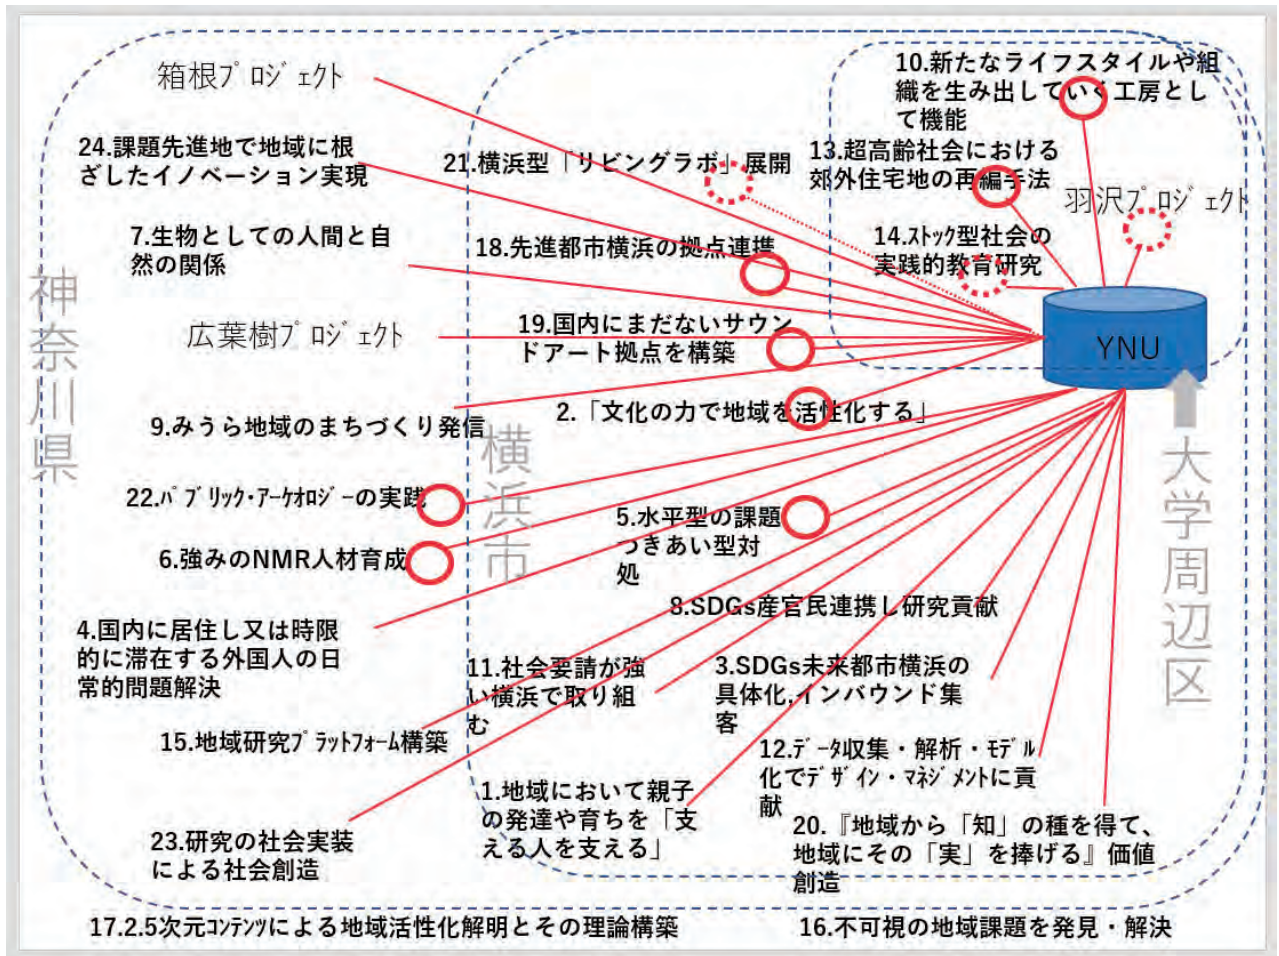 箱根プロジェクト
24.課題先進地で地域に根
ざしたイノベーション実現
7.生物としての人間と自
然の関係
広葉樹プロジェクト
9.みうら地域のまちづくり発信
22.パブリック・アーケオロジーの実践
6.強みのNMR人材育成
4.国内に居住し又は時限
的に滞在する外国人の日
常的問題解決
15.地域研究プラットフォーム構築
23.研究の社会実装
による社会創造
神奈川県
21.横浜型「リビングラボ」展開
18.先進都市横浜の拠点連携
19.国内にまだないサウン
ドアート拠点を構築
2.「文化の力で地域を活性化する」
横浜市
5.水平型の課題
つきあい型対
処
8.SDGs産官民連携し研究貢献
11.社会要請が強
い横浜で取り組
む
3.SDGs未来都市横浜の
具体化,インバウンド集
客
12.データ収集・解析・モデル
化でデザイン・マネジメントに貢
献
1.地域において親子
の発達や育ちを「支
える人を支える」
20.『地域から「知」の種を得て、
地域にその「実」を捧げる』価値
創造
10.新たなライフスタイルや組
織を生み出していく工房とし
て機能
13.超高齢社会における
郊外住宅地の再編手法
羽沢プロジェクト
14.ストック型社会の
実践的教育研究
YNU
大学周辺区
17.2.5次元コンテンツによる地域活性化解明とその理論構築
16.不可視の地域課題を発見・解決